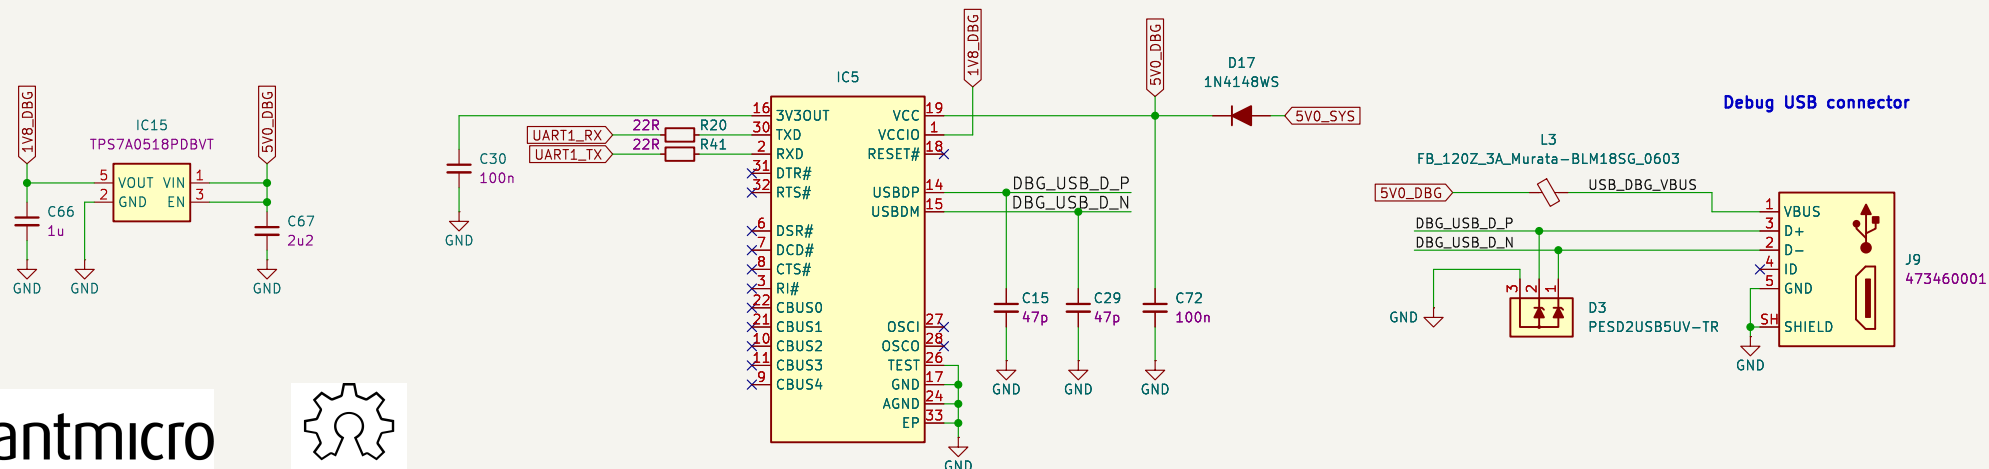 1V8_DBG
5V0_DBG
IC15
TPS7A0518PDBVT
5 VOUT VIN 1
2 GND EN 3
C66
1u
C67
2u2
GND
GND
GND
IC5
16 3V3OUT VCC 19
30 TXD VCCIO 1
2 RXD RESET# 18
31 DTR#
32 RTS# USBDP 14
USBDM 15
6 DSR#
7 DCD#
8 CTS#
3 RI#
22 CBUS0
21 CBUS1 OSCI 27
10 CBUS2 OSCO 28
11 CBUS3 TEST 26
9 CBUS4 GND 17
AGND 24
EP 33
GND
UART1_RX 22R R20
UART1_TX 22R R41
C30
100n
GND
1V8_DBG
5V0_DBG
D17
1N4148WS
5V0_SYS
DBG_USB_D_P
DBG_USB_D_N
C15
47p
C29
47p
C72
100n
GND
GND
GND
Debug USB connector
L3
FB_120Z_3A_Murata-BLM18SG_0603
5V0_DBG
USB_DBG_VBUS
DBG_USB_D_P
DBG_USB_D_N
3 2 1
GND
D3
PESD2USB5UV-TR
1 VBUS
3 D+
2 D-
4 ID
5 GND
SH SHIELD
J9
473460001
GND
antmicro